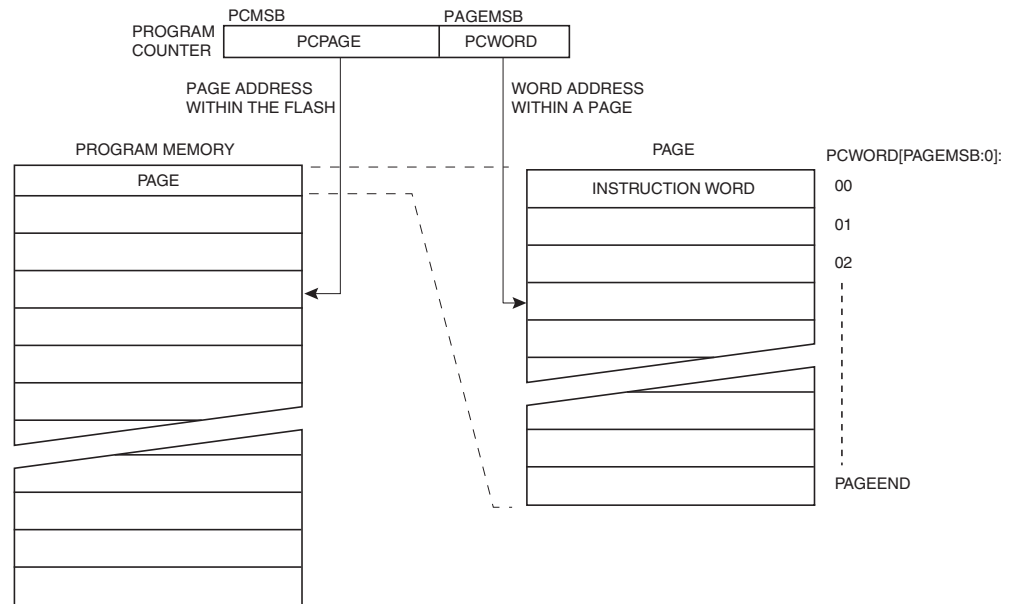 PCMSB
PAGEMSB
PROGRAM
COUNTER
PCPAGE
PCWORD
PAGE ADDRESS
WITHIN THE FLASH
WORD ADDRESS
WITHIN A PAGE
PROGRAM MEMORY
PAGE
PCWORD[PAGEMSB:0]:
PAGE
INSTRUCTION WORD
00
01
02
PAGEEND